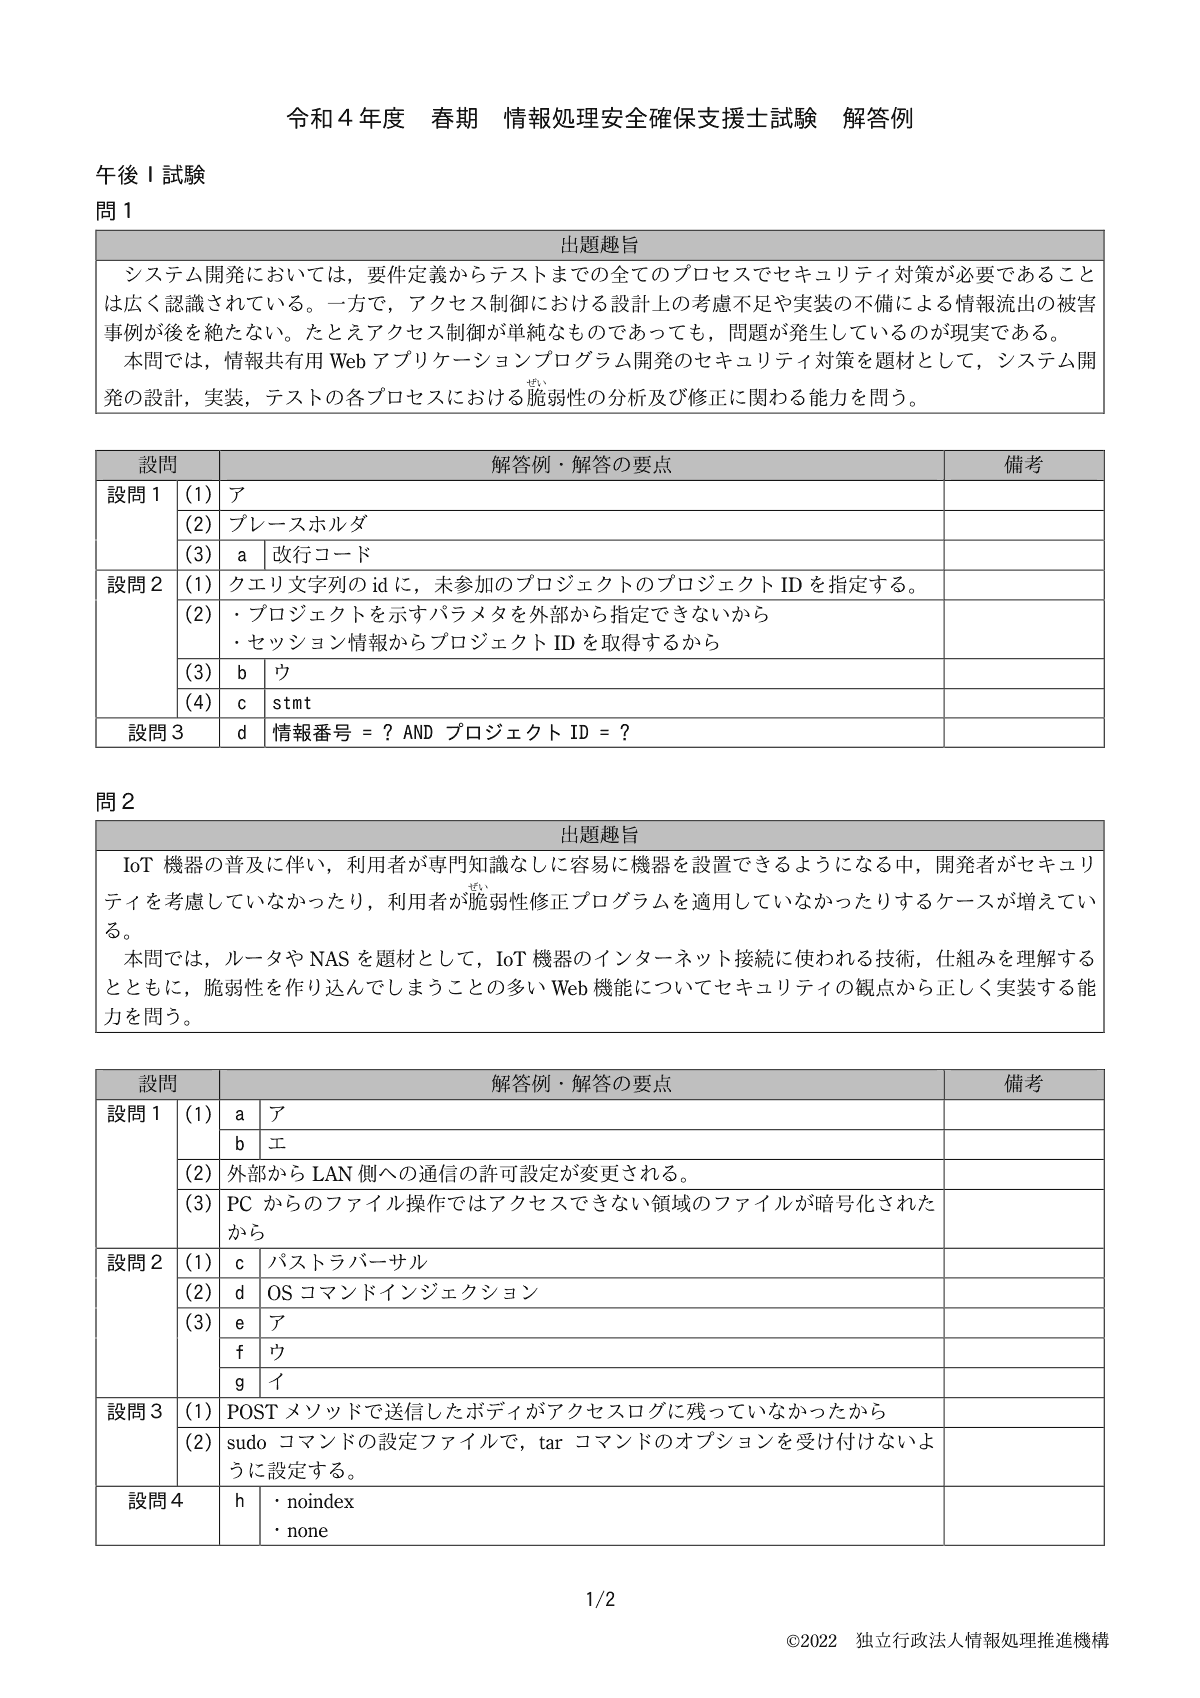 令和４年度　春期　情報処理安全確保支援士試験　解答例
午後Ⅰ試験
問１
出題趣旨
システム開発においては，要件定義からテストまでの全てのプロセスでセキュリティ対策が必要であること
は広く認識されている。一方で，アクセス制御における設計上の考慮不足や実装の不備による情報流出の被害
事例が後を絶たない。たとえアクセス制御が単純なものであっても，問題が発生しているのが現実である。
本問では，情報共有用 Web アプリケーションプログラム開発のセキュリティ対策を題材として，システム開
ぜい
発の設計，実装，テストの各プロセスにおける脆弱性の分析及び修正に関わる能力を問う。
設問 解答例・解答の要点 備考
設問１ (1) ア
(2) プレースホルダ
(3) a 改行コード
設問２ (1) クエリ文字列の id に，未参加のプロジェクトのプロジェクト ID を指定する。
(2) ・プロジェクトを示すパラメタを外部から指定できないから
・セッション情報からプロジェクト ID を取得するから
(3) b ウ
(4) c stmt
設問３ d 情報番号 = ? AND プロジェクト ID = ?
問２
出題趣旨
IoT 機器の普及に伴い，利用者が専門知識なしに容易に機器を設置できるようになる中，開発者がセキュリ
ぜい
ティを考慮していなかったり，利用者が脆弱性修正プログラムを適用していなかったりするケースが増えてい
る。
本問では，ルータや NAS を題材として，IoT 機器のインターネット接続に使われる技術，仕組みを理解する
とともに，脆弱性を作り込んでしまうことの多い Web 機能についてセキュリティの観点から正しく実装する能
力を問う。
設問 解答例・解答の要点 備考
設問１ (1) a ア
b エ
(2) 外部から LAN 側への通信の許可設定が変更される。
(3) PC からのファイル操作ではアクセスできない領域のファイルが暗号化された
から
設問２ (1) c パストラバーサル
(2) d OS コマンドインジェクション
(3) e ア
f ウ
g イ
設問３ (1) POST メソッドで送信したボディがアクセスログに残っていなかったから
(2) sudo コマンドの設定ファイルで，tar コマンドのオプションを受け付けないよ
うに設定する。
設問４ h ・noindex
・none
1/2
©2022　独立行政法人情報処理推進機構